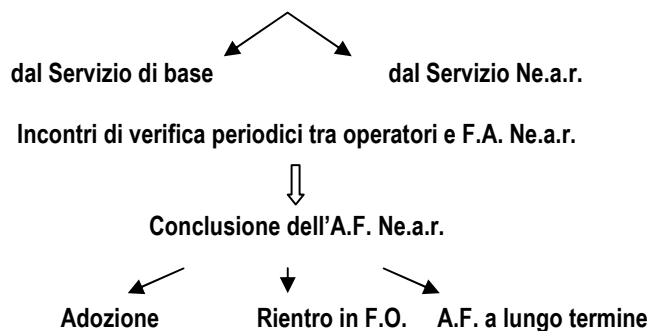 dal Servizio di base dal Servizio Ne.a.r.
Incontri di verifica periodici tra operatori e F.A. Ne.a.r.
Conclusione dell'A.F. Ne.a.r.
Adozione Rientro in F.O. A.F. a lungo termine